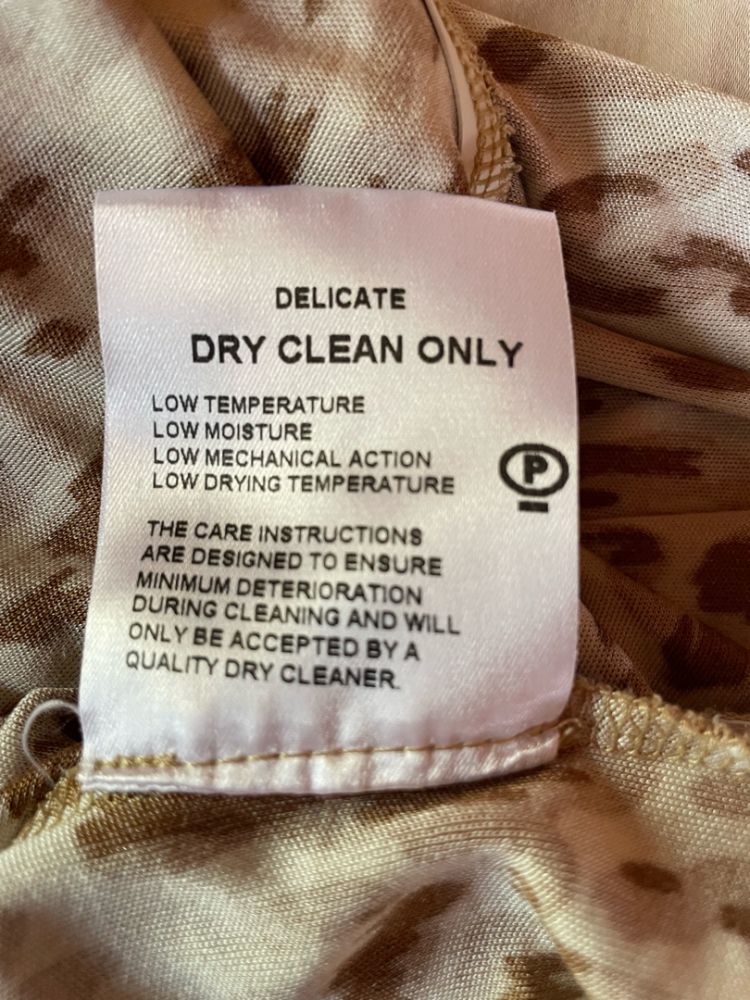 DELICATE
DRY CLEAN ONLY
LOW TEMPERATURE
LOW MOISTURE
LOW MECHANICAL ACTION
LOW DRYING TEMPERATURE
P
THE CARE INSTRUCTIONS
ARE DESIGNED TO ENSURE
MINIMUM DETERIORATION
DURING CLEANING AND WILL
ONLY BE ACCEPTED BY A
QUALITY DRY CLEANER.